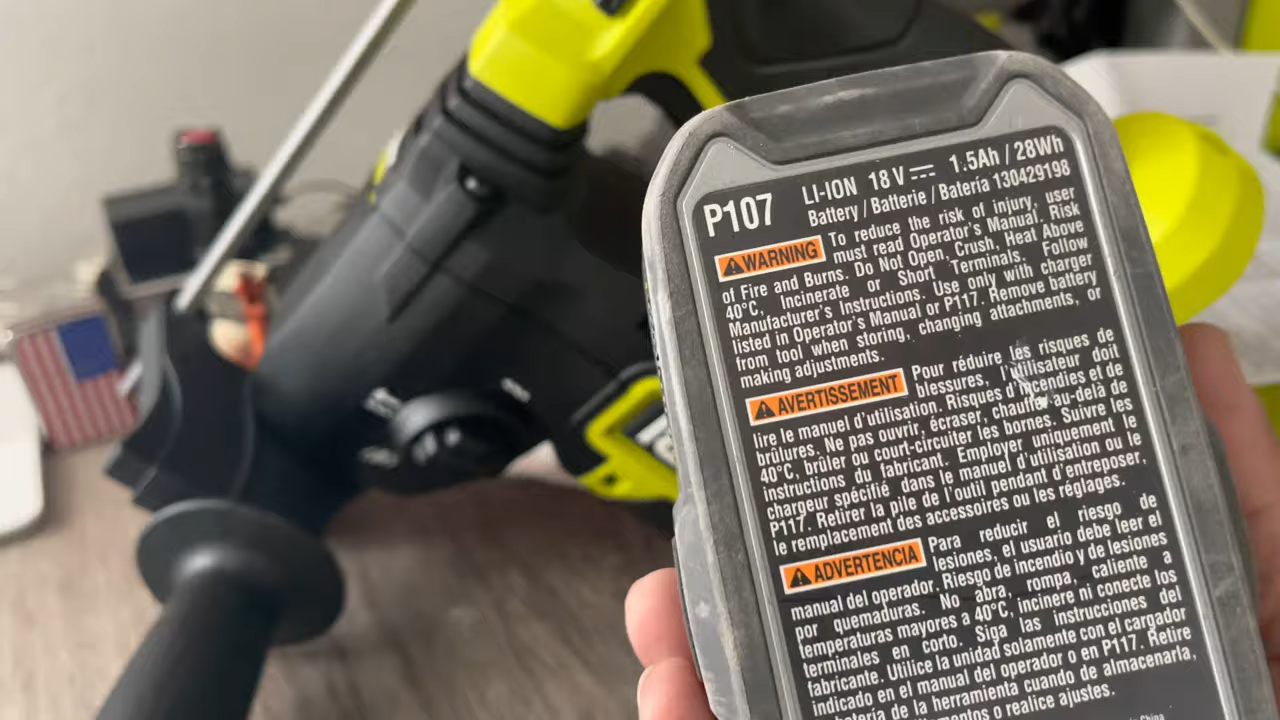 P107
LI-ION 18V 1.5Ah / 28Wh
Battery / Batterie / Batería 130429198
WARNING To reduce the risk of injury, user
must read Operator's Manual. Risk
of Fire and Burns. Do Not Open, Crush, Heat Above
40°C, Incinerate or Short Terminals. Follow
Manufacturer's Instructions. Use only with charger
listed in Operator's Manual or P117. Remove battery
from tool when storing, changing attachments, or
making adjustments.
AVERTISSEMENT Pour réduire les risques de
blessures, l'utilisateur doit
lire le manuel d'utilisation. Risques d'incendies et de
brûlures. Ne pas ouvrir, écraser, chauffer au-delà de
40°C, brûler ou court-circuiter les bornes. Suivre les
instructions du fabricant. Employer uniquement le
chargeur spécifié dans le manuel d'utilisation ou le
P117. Retirer la pile de l'outil pendant d'entreposer,
le remplacement des accessoires ou les réglages.
ADVERTENCIA Para reducir el riesgo de
lesiones, el usuario debe leer el
manual del operador. Riesgo de incendio y de lesiones
por quemaduras. No abra, rompa, caliente a
temperaturas mayores a 40°C, incinere ni conecte los
terminales en corto. Siga las instrucciones del
fabricante. Utilice la unidad solamente con el cargador
indicado en el manual del operador o en P117. Retire
batería de la herramienta cuando de almacenarla,
o realice ajustes.
China